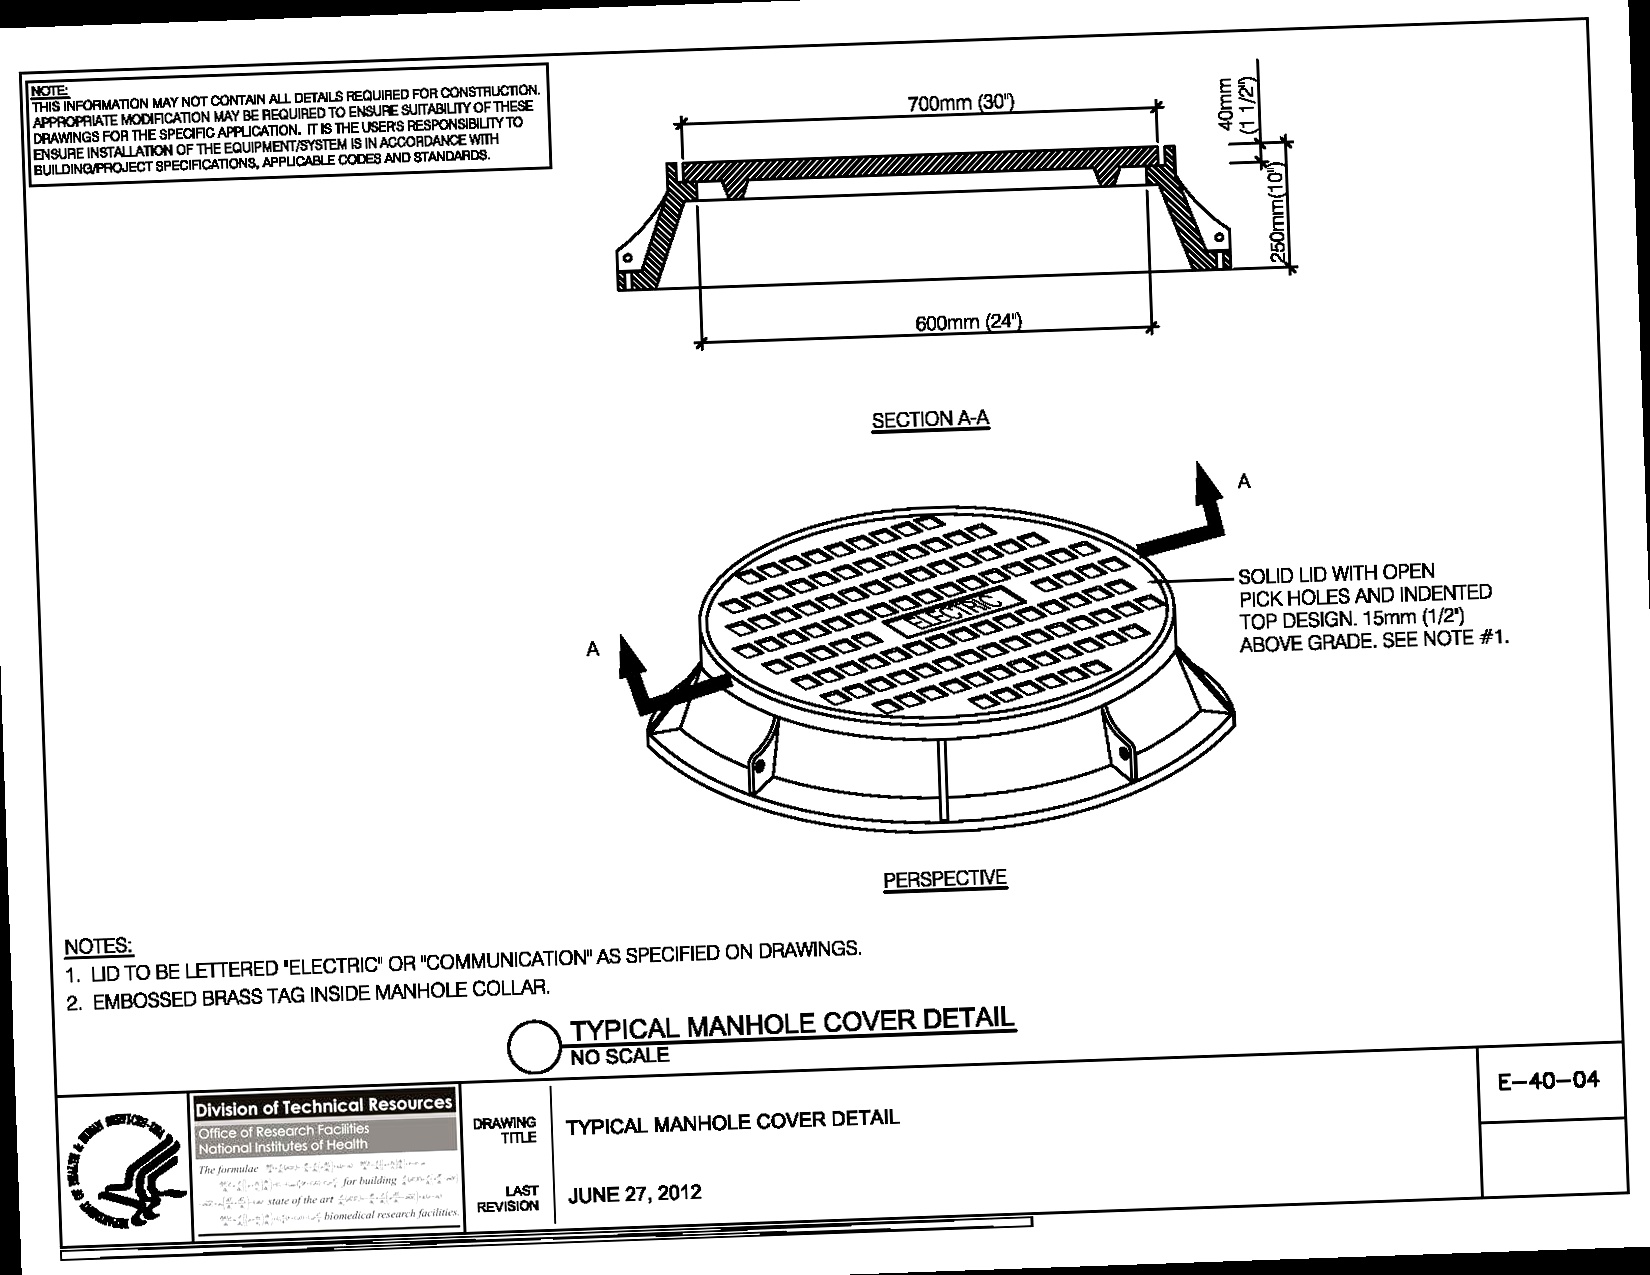 NOTE:
THIS INFORMATION MAY NOT CONTAIN ALL DETAILS REQUIRED FOR CONSTRUCTION.
APPROPRIATE MODIFICATION MAY BE REQUIRED TO ENSURE SUITABILITY OF THESE
DRAWINGS FOR THE SPECIFIC APPLICATION. IT IS THE USER'S RESPONSIBILITY TO
ENSURE INSTALLATION OF THE EQUIPMENT/SYSTEM IS IN ACCORDANCE WITH
BUILDING/PROJECT SPECIFICATIONS, APPLICABLE CODES AND STANDARDS.
700mm (30")
40mm
(1 1/2")
250mm(10")
600mm (24")
SECTION A-A
A
A
ELECTRIC
SOLID LID WITH OPEN
PICK HOLES AND INDENTED
TOP DESIGN. 15mm (1/2")
ABOVE GRADE. SEE NOTE #1.
PERSPECTIVE
NOTES:
1. LID TO BE LETTERED "ELECTRIC" OR "COMMUNICATION" AS SPECIFIED ON DRAWINGS.
2. EMBOSSED BRASS TAG INSIDE MANHOLE COLLAR.
TYPICAL MANHOLE COVER DETAIL
NO SCALE
E-40-04
DEPARTMENT OF HEALTH & HUMAN SERVICES-USA
Division of Technical Resources
Office of Research Facilities
National Institutes of Health
The formulae
for building
state of the art
biomedical research facilities.
DRAWING
TITLE
TYPICAL MANHOLE COVER DETAIL
LAST
REVISION
JUNE 27, 2012